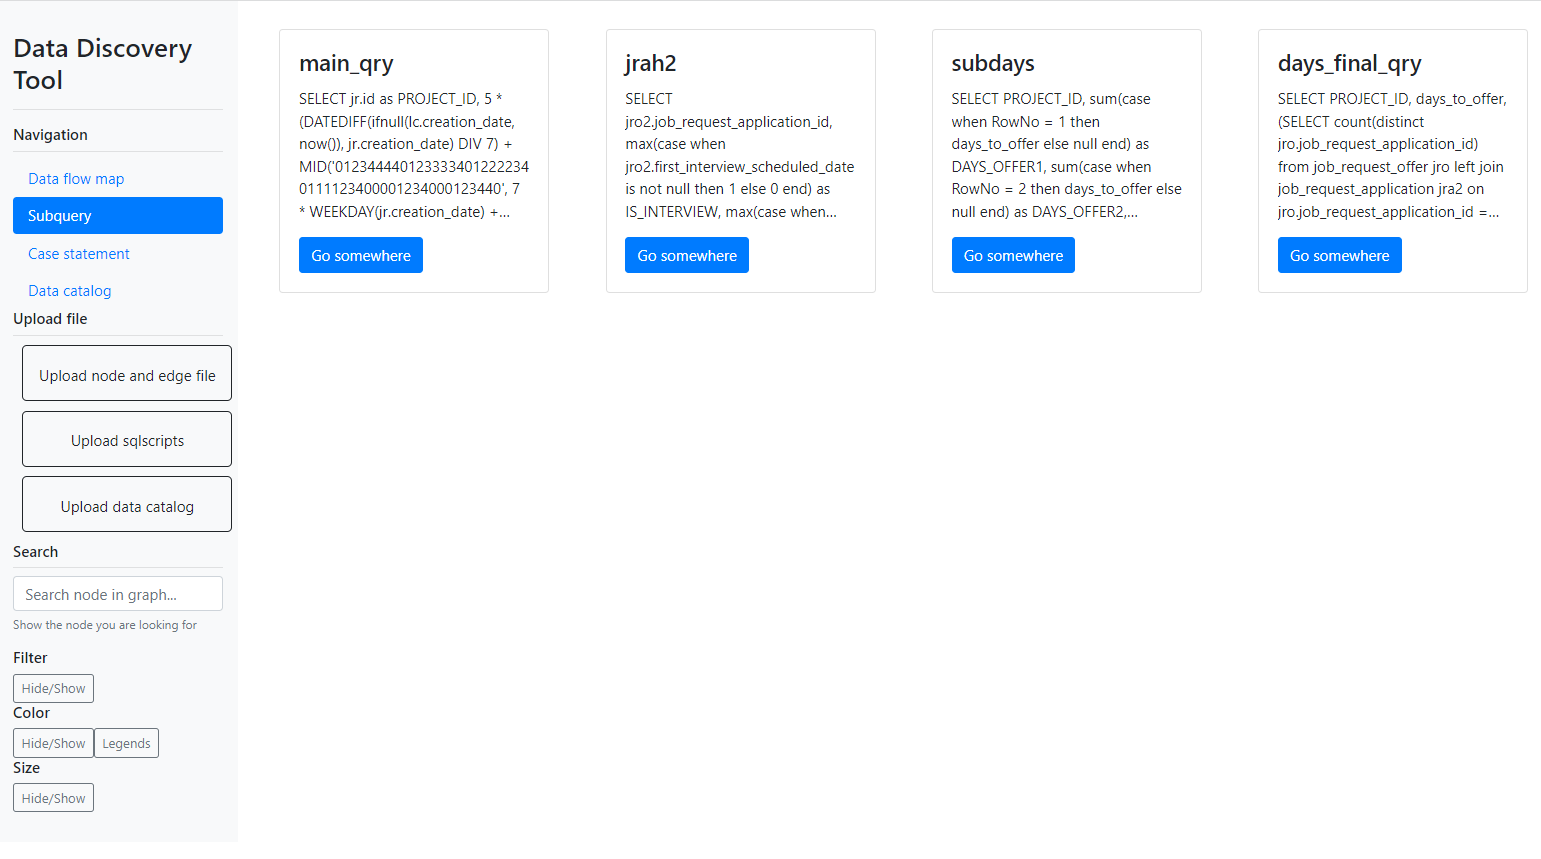 Data Discovery
Tool
Navigation
Data flow map
Subquery
Case statement
Data catalog
Upload file
Upload node and edge file
Upload sqlscripts
Upload data catalog
Search
Search node in graph...
Show the node you are looking for
Filter
Hide/Show
Color
Hide/Show Legends
Size
Hide/Show
main_qry
SELECT jr.id as PROJECT_ID, 5 *
(DATEDIFF(ifnull(lc.creation_date,
now()), jr.creation_date) DIV 7) +
MID('012344440123333401222234
01111234000012340001234​40', 7
* WEEKDAY(jr.creation_date) +...
Go somewhere
jrah2
SELECT
jro2.job_request_application_id,
max(case when
jro2.first_interview_scheduled_date
is not null then 1 else 0 end) as
IS_INTERVIEW, max(case when...
Go somewhere
subdays
SELECT PROJECT_ID, sum(case
when RowNo = 1 then
days_to_offer else null end) as
DAYS_OFFER1, sum(case when
RowNo = 2 then days_to_offer else
null end) as DAYS_OFFER2,...
Go somewhere
days_final_qry
SELECT PROJECT_ID, days_to_offer,
(SELECT count(distinct
jro.job_request_application_id)
from job_request_offer jro left join
job_request_application jra2 on
jro.job_request_application_id =...
Go somewhere